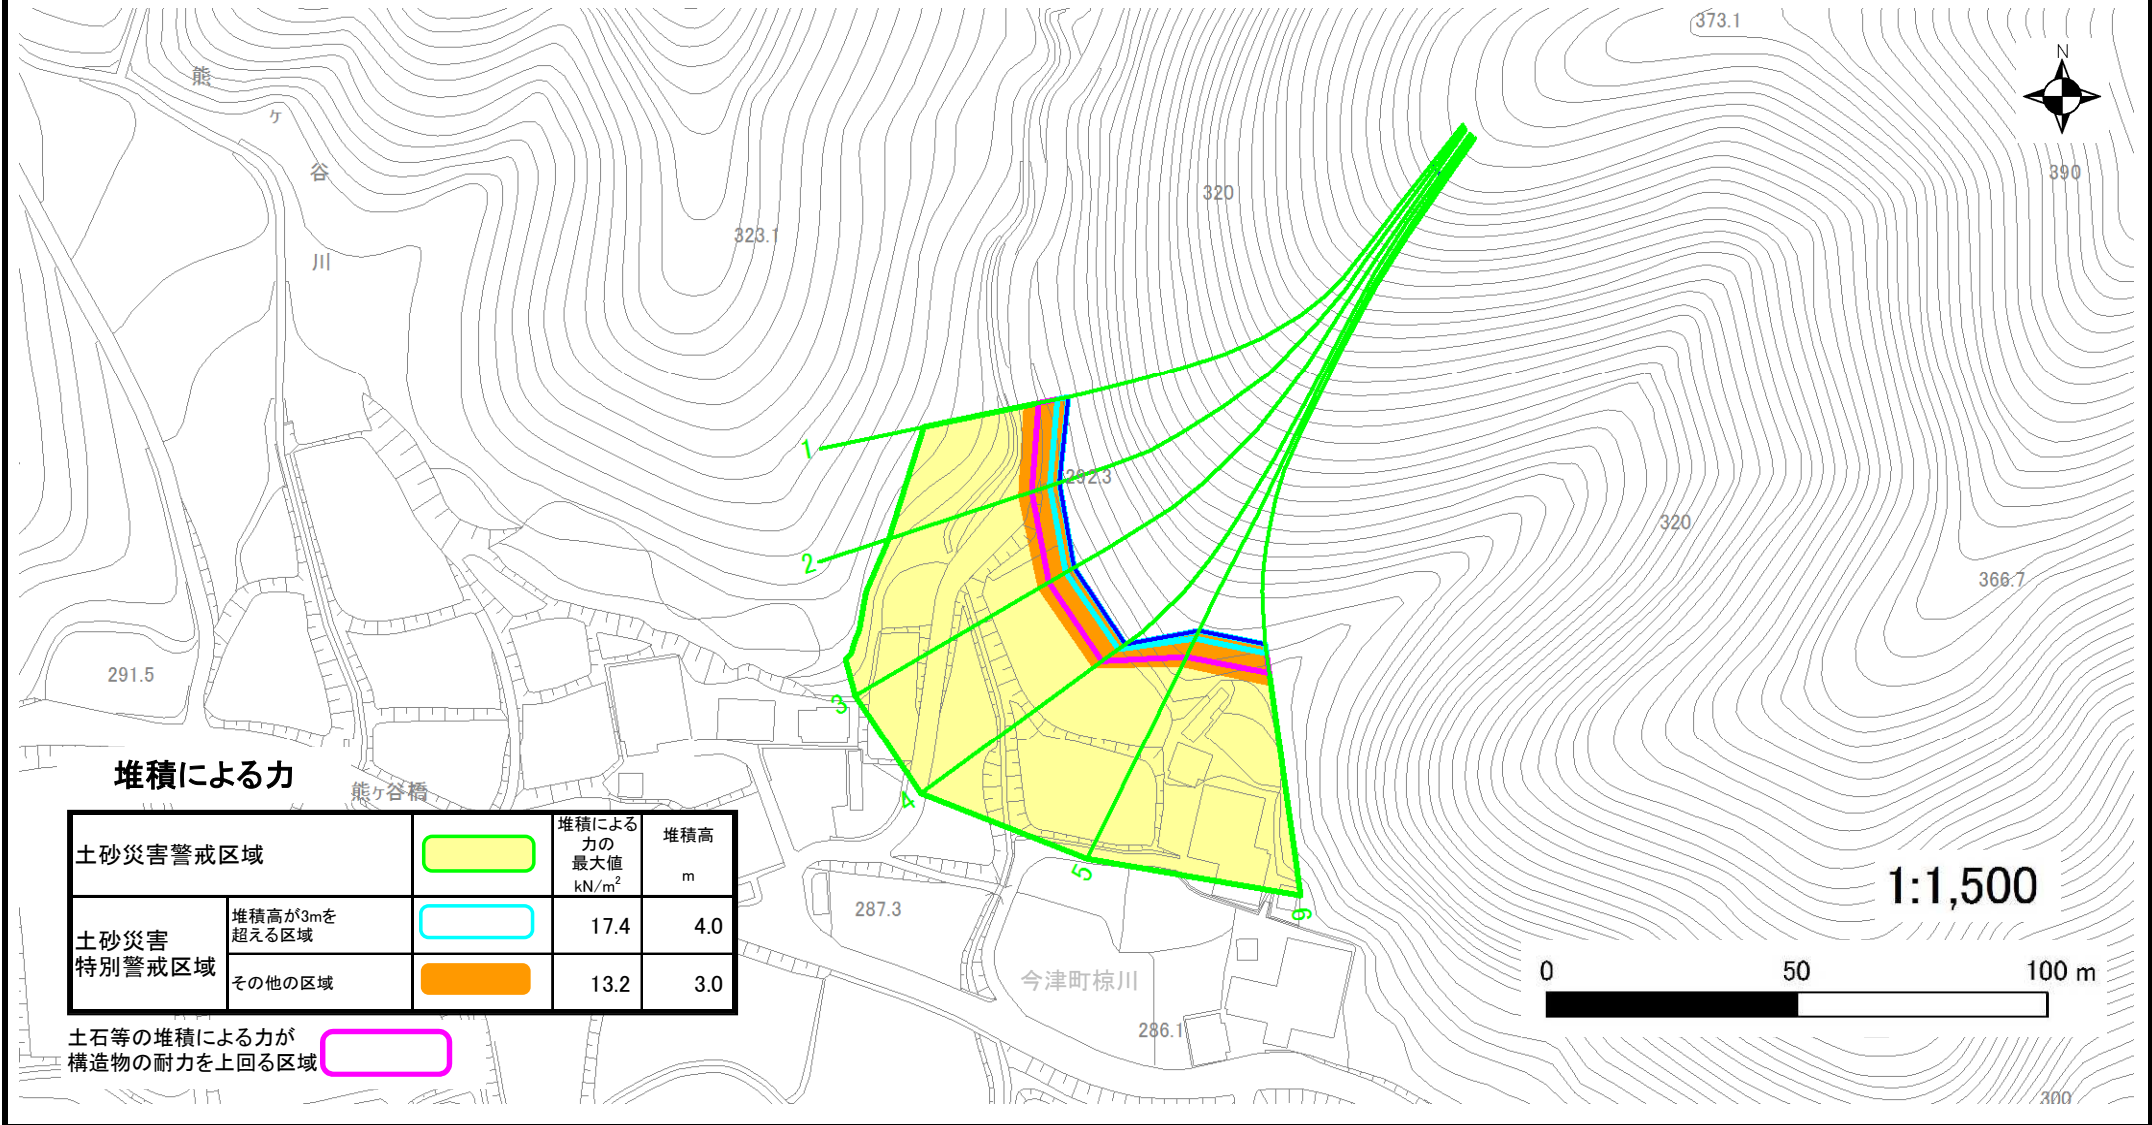 373.1
N
熊
ヶ
谷
川
390
320
323.1
1
292.3
2
320
366.7
291.5
3
堆積による力
熊ヶ谷橋
4
土砂災害警戒区域
堆積による
力の
最大値
kN/m²
堆積高
m
5
1:1,500
287.3
6
土砂災害
特別警戒区域
堆積高が3mを
超える区域
17.4
4.0
その他の区域
13.2
3.0
今津町椋川
0
50
100 m
286.1
土石等の堆積による力が
構造物の耐力を上回る区域
300